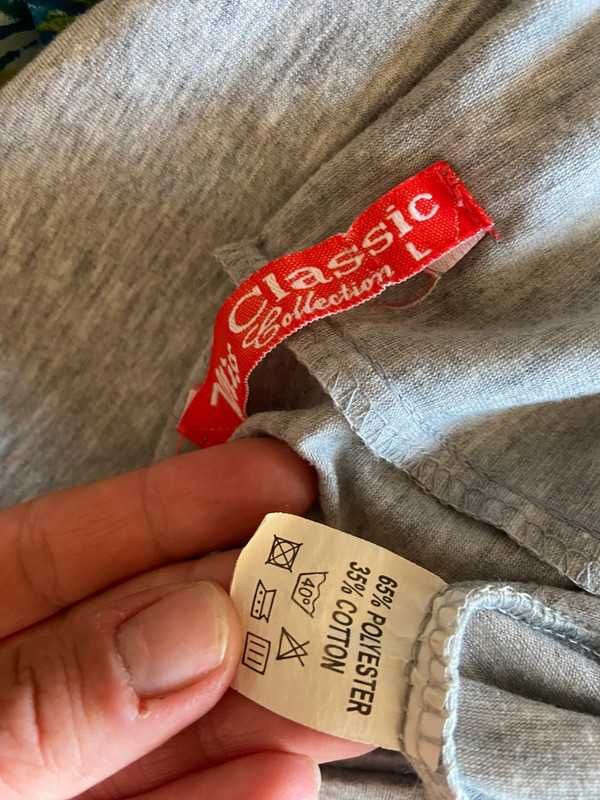 Classic
Collection L
65% POLYESTER
35% COTTON
40°